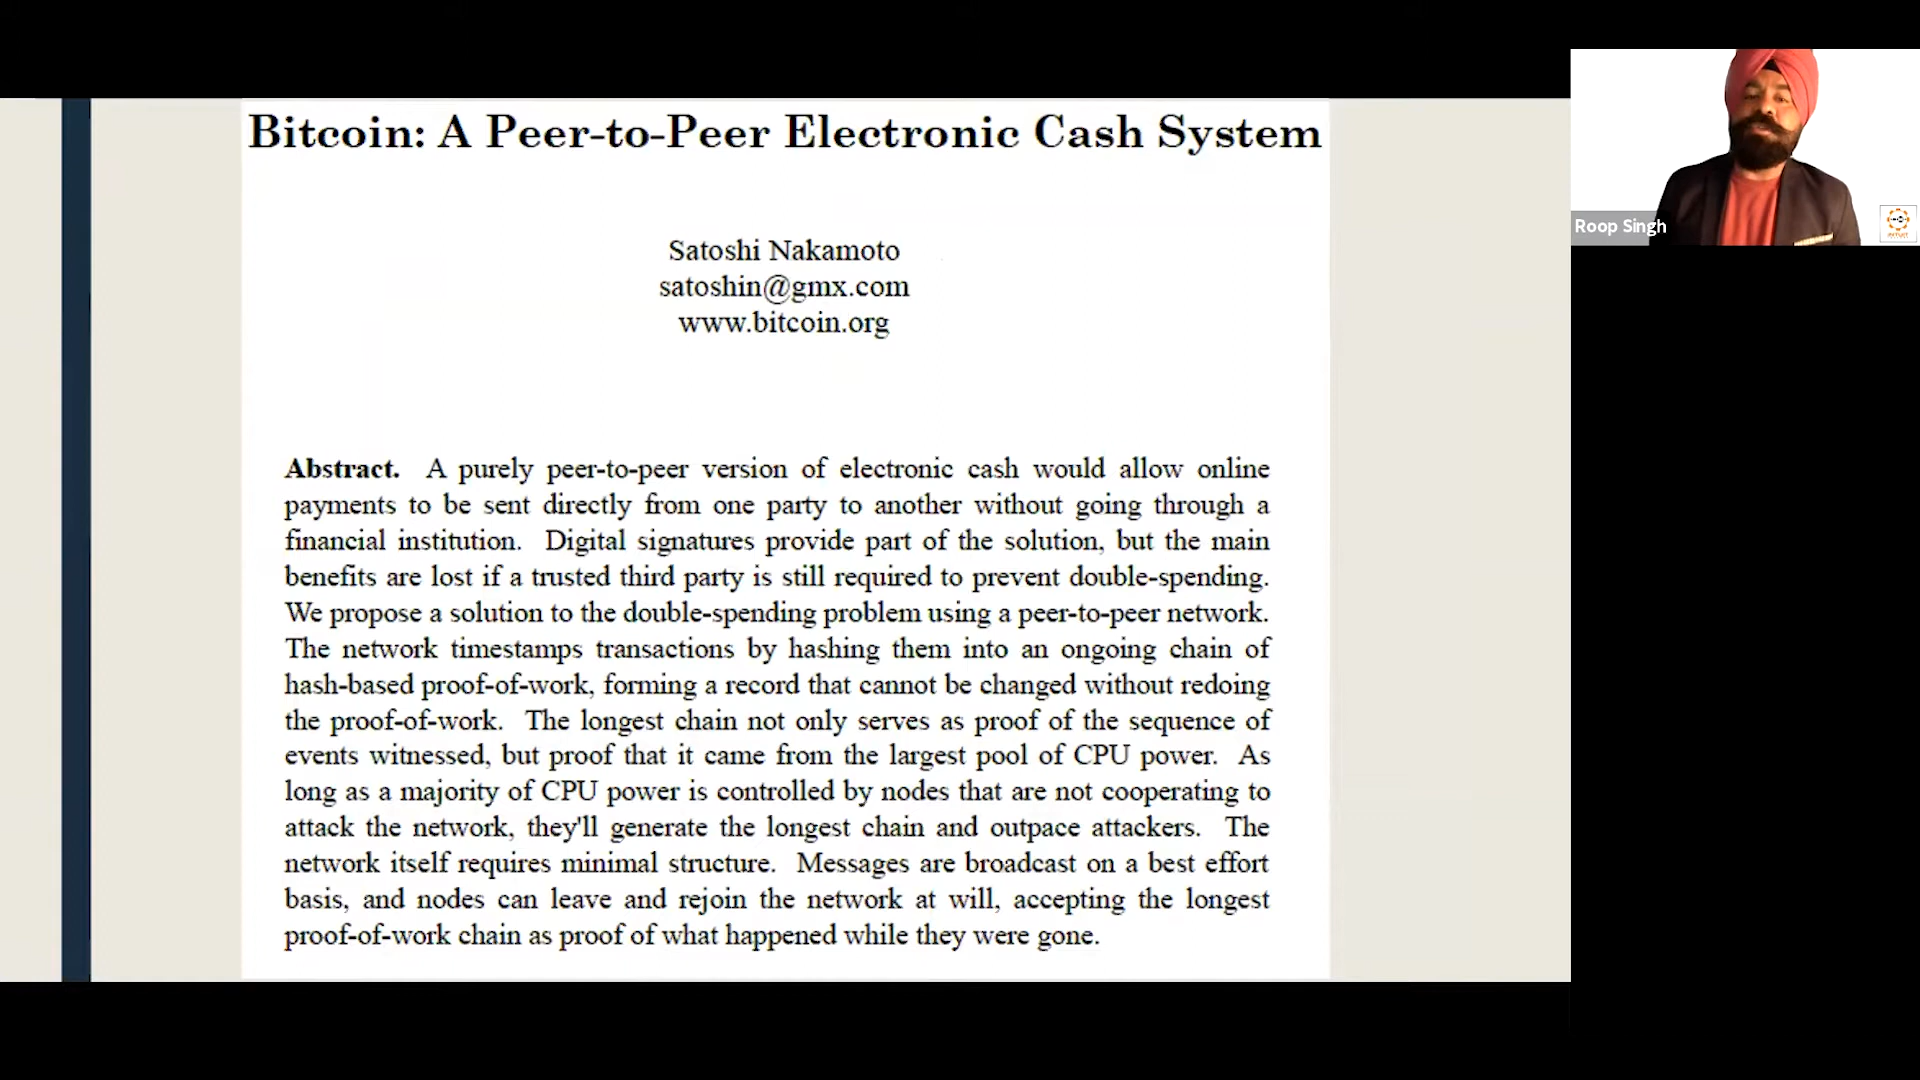 Bitcoin: A Peer-to-Peer Electronic Cash System
Satoshi Nakamoto
satoshin@gmx.com
www.bitcoin.org
Abstract. A purely peer-to-peer version of electronic cash would allow online
payments to be sent directly from one party to another without going through a
financial institution. Digital signatures provide part of the solution, but the main
benefits are lost if a trusted third party is still required to prevent double-spending.
We propose a solution to the double-spending problem using a peer-to-peer network.
The network timestamps transactions by hashing them into an ongoing chain of
hash-based proof-of-work, forming a record that cannot be changed without redoing
the proof-of-work. The longest chain not only serves as proof of the sequence of
events witnessed, but proof that it came from the largest pool of CPU power. As
long as a majority of CPU power is controlled by nodes that are not cooperating to
attack the network, they'll generate the longest chain and outpace attackers. The
network itself requires minimal structure. Messages are broadcast on a best effort
basis, and nodes can leave and rejoin the network at will, accepting the longest
proof-of-work chain as proof of what happened while they were gone.
Roop Singh